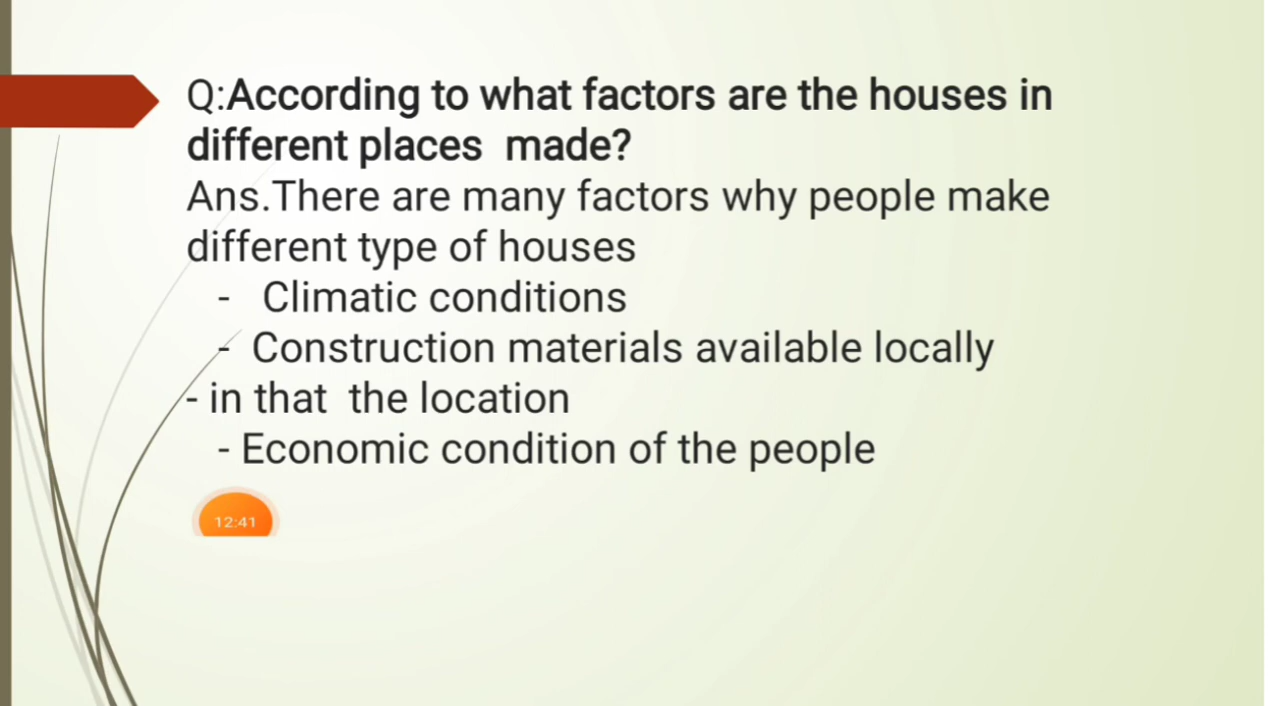 Q:According to what factors are the houses in
different places  made?
Ans.There are many factors why people make
different type of houses
-   Climatic conditions
-  Construction materials available locally
- in that  the location
- Economic condition of the people
12:41